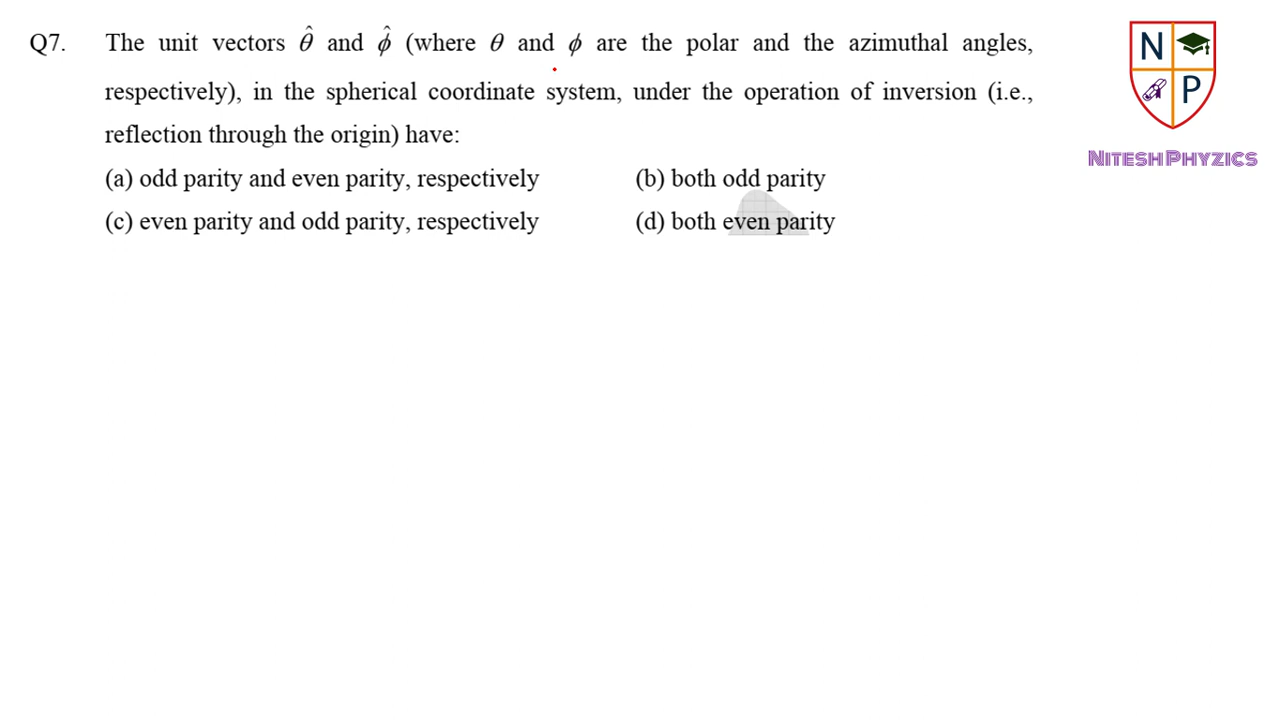 Q7. The unit vectors θ̂ and ϕ̂ (where θ and ϕ are the polar and the azimuthal angles,
respectively), in the spherical coordinate system, under the operation of inversion (i.e.,
reflection through the origin) have:
(a) odd parity and even parity, respectively (b) both odd parity
(c) even parity and odd parity, respectively (d) both even parity
N
P
NITESHPHYZICS